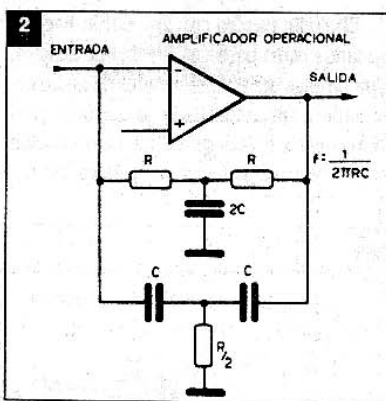 2
AMPLIFICADOR OPERACIONAL
ENTRADA
SALIDA
-
+
R
R
f=1/2πRC
2C
C
C
R/2